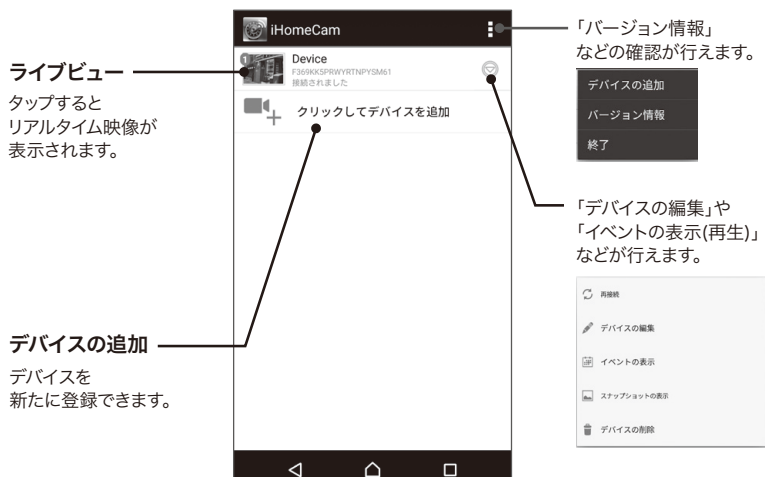 iHomeCam
Device
F369KK5PRWYRTNPYSM61
接続されました
クリックしてデバイスを追加
ライブビュー
タップすると
リアルタイム映像が
表示されます。
デバイスの追加
デバイスを
新たに登録できます。
「バージョン情報」
などの確認が行えます。
デバイスの追加
バージョン情報
終了
「デバイスの編集」や
「イベントの表示(再生)」
などが行えます。
再接続
デバイスの編集
イベントの表示
スナップショットの表示
デバイスの削除